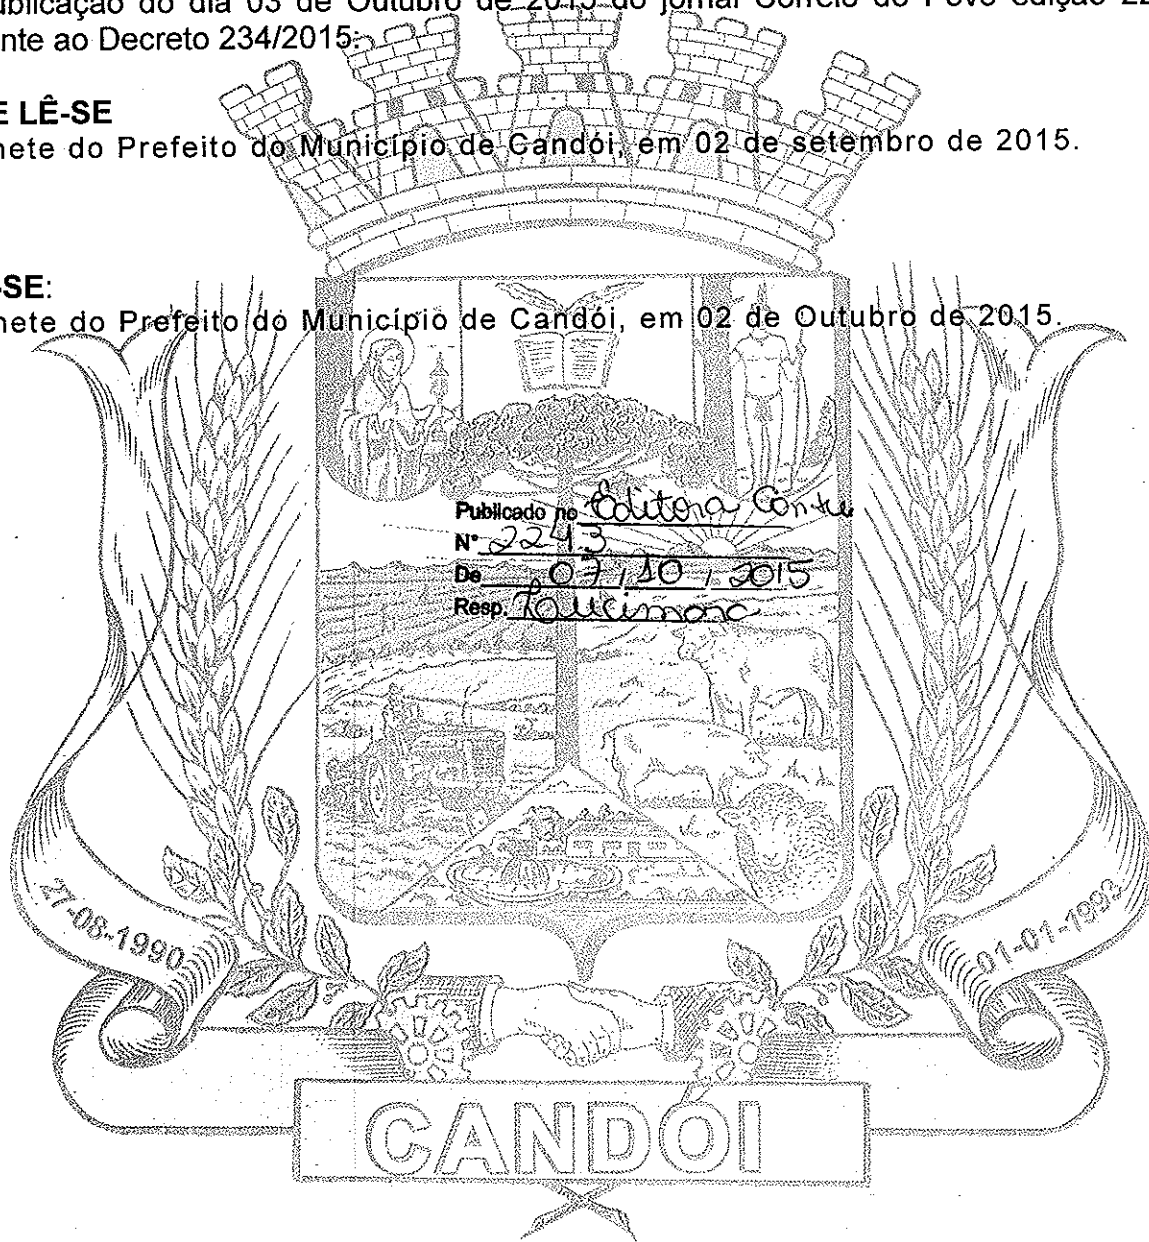 ublicação do dia 03 de Outubro de 2015 do jornal Correio do Povo edição 22
nte ao Decreto 234/2015:
E LÊ-SE
nete do Prefeito do Município de Candói, em 02 de setembro de 2015.
-SE:
nete do Prefeito do Município de Candói, em 02 de Outubro de 2015.
Publicado no Editora
N° 2243
De 07 / 10 / 2015
Resp.
27-08-1990
01-01-1993
CANDÓI